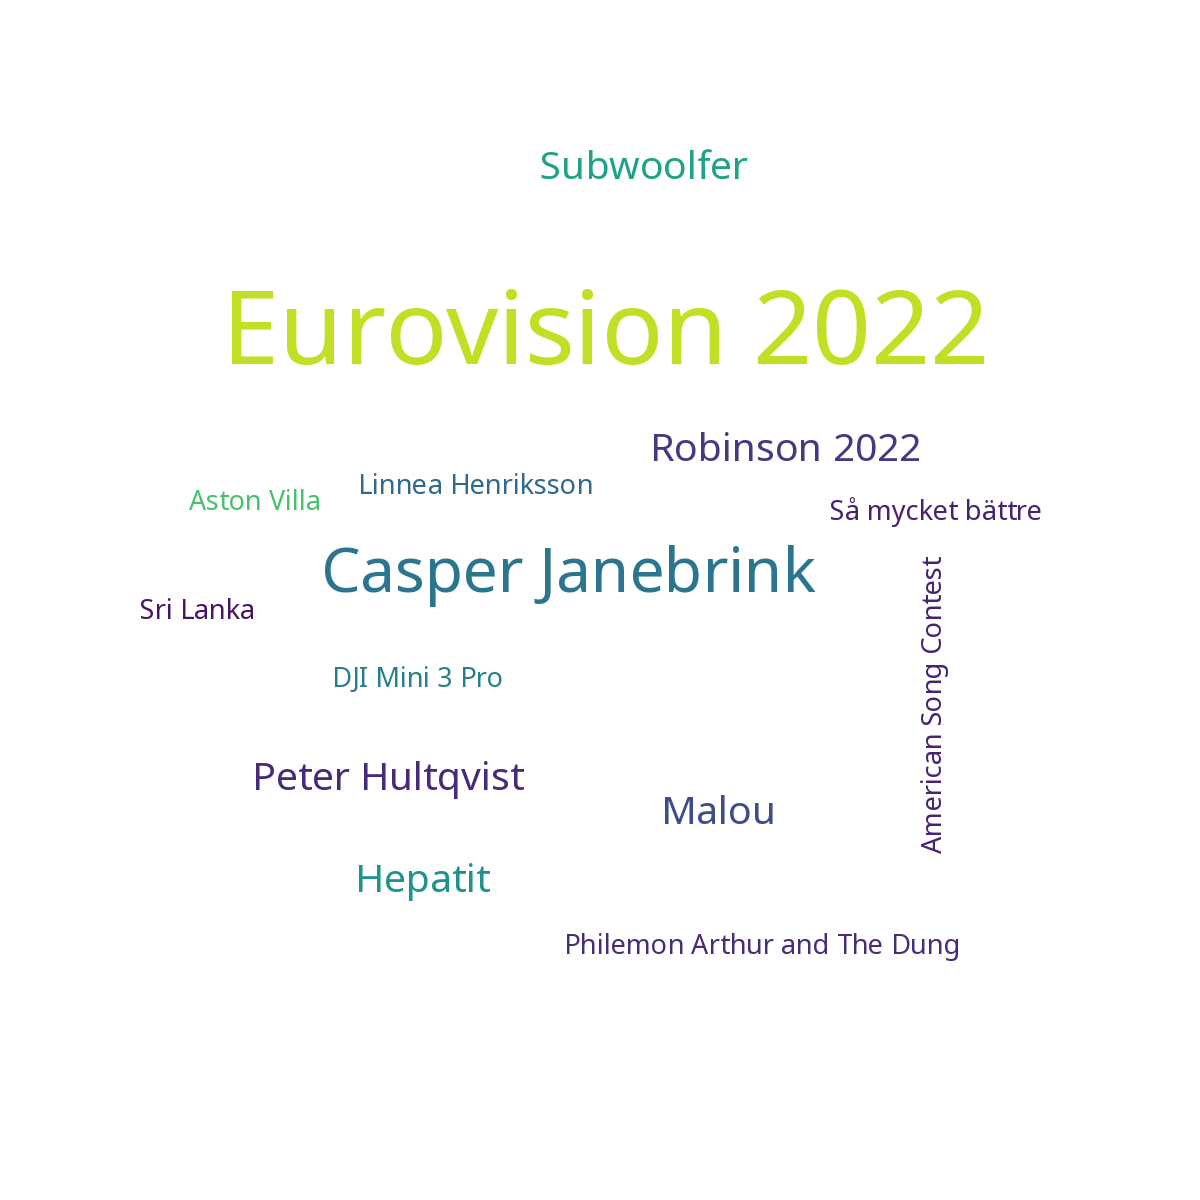 Subwoolfer
Eurovision 2022
Robinson 2022
Linnea Henriksson
Aston Villa
Så mycket bättre
Casper Janebrink
Sri Lanka
American Song Contest
DJI Mini 3 Pro
Peter Hultqvist
Malou
Hepatit
Philemon Arthur and The Dung